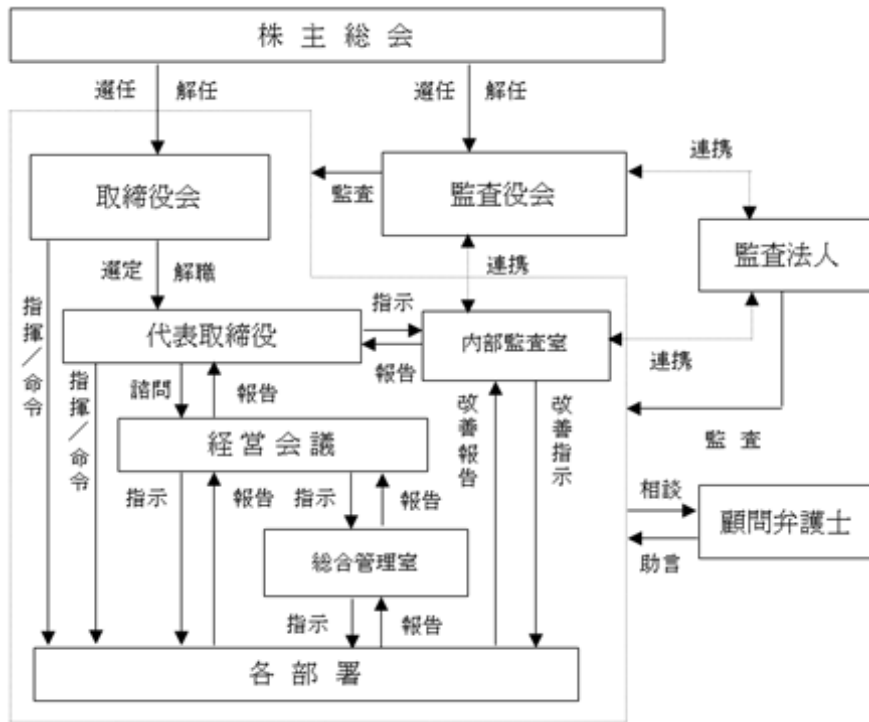 株主総会
選任 解任 選任 解任
連携
取締役会
監査
監査役会
監査法人
選定 解職
連携
指揮／命令
指示
代表取締役
内部監査室
報告
連携
指揮／命令
諮問 報告
改善報告
改善指示
監査
経営会議
指示 報告 指示 報告
相談
顧問弁護士
助言
総合管理室
指示 報告
各部署